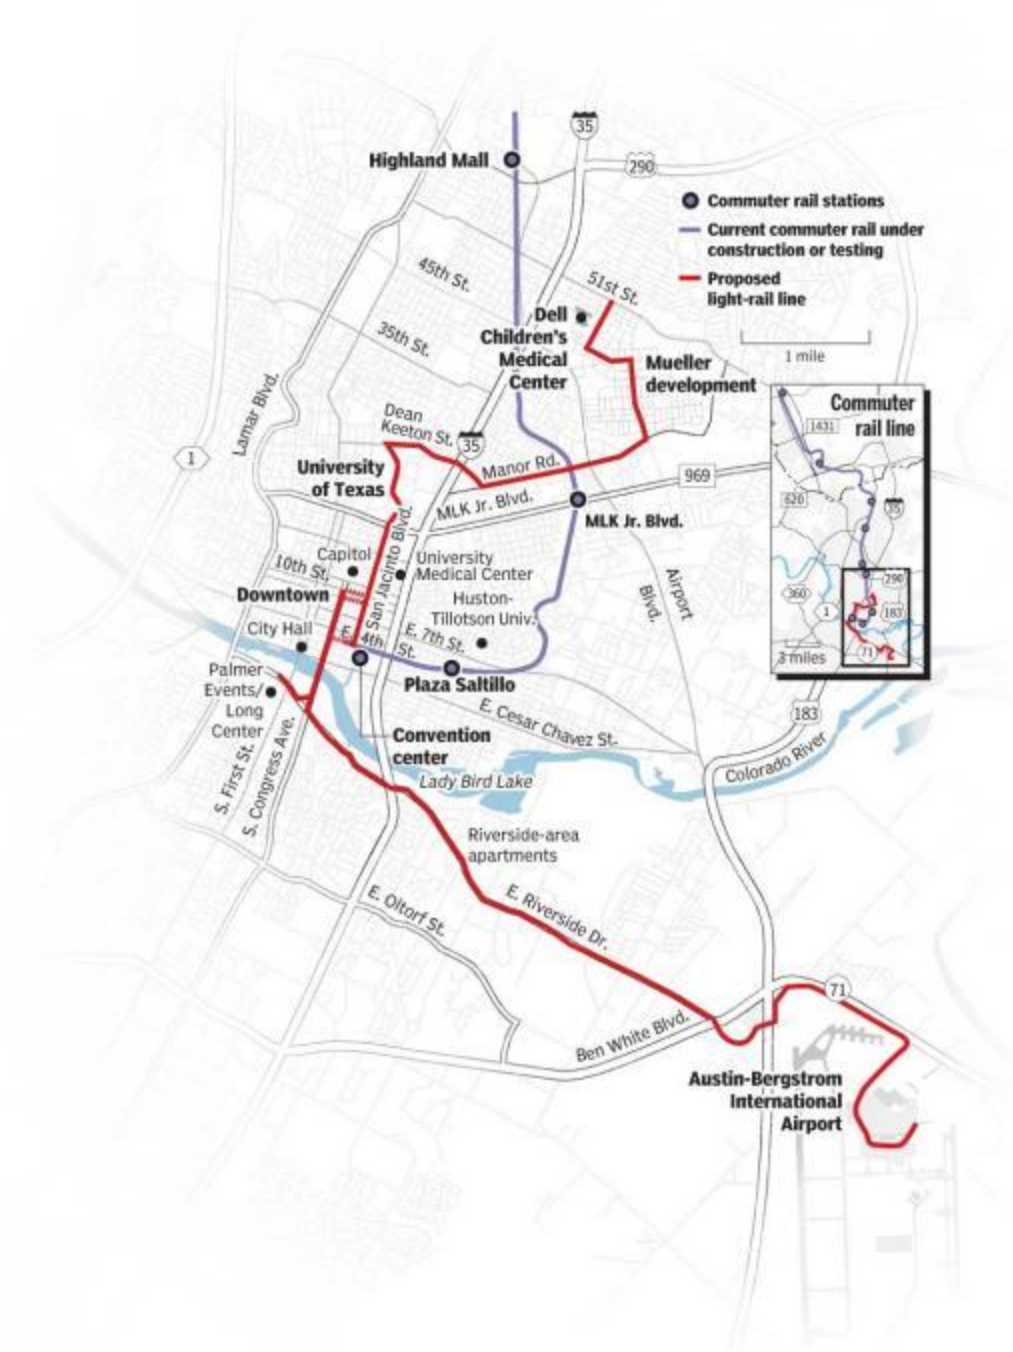 35
Highland Mall
290
Commuter rail stations
Current commuter rail under
construction or testing
Proposed
light-rail line
1 mile
45th St.
51st St.
Dell
Children's
Medical
Center
35th St.
Mueller
development
Lamar Blvd.
Dean
Keeton St.
35
1
University
of Texas
Manor Rd.
969
MLK Jr. Blvd.
MLK Jr. Blvd.
Commuter
rail line
1431
620
35
290
360
1
183
71
3 miles
San Jacinto Blvd.
Capitol
10th St.
University
Medical Center
Downtown
Huston-
Tillotson Univ.
Airport
Blvd.
City Hall
E. 4th St.
E. 7th St.
Palmer
Events/
Long
Center
Plaza Saltillo
E. Cesar Chavez St.
183
S. First St.
S. Congress Ave.
Convention
center
Colorado River
Lady Bird Lake
Riverside-area
apartments
E. Riverside Dr.
E. Oltorf St.
71
Ben White Blvd.
Austin-Bergstrom
International
Airport